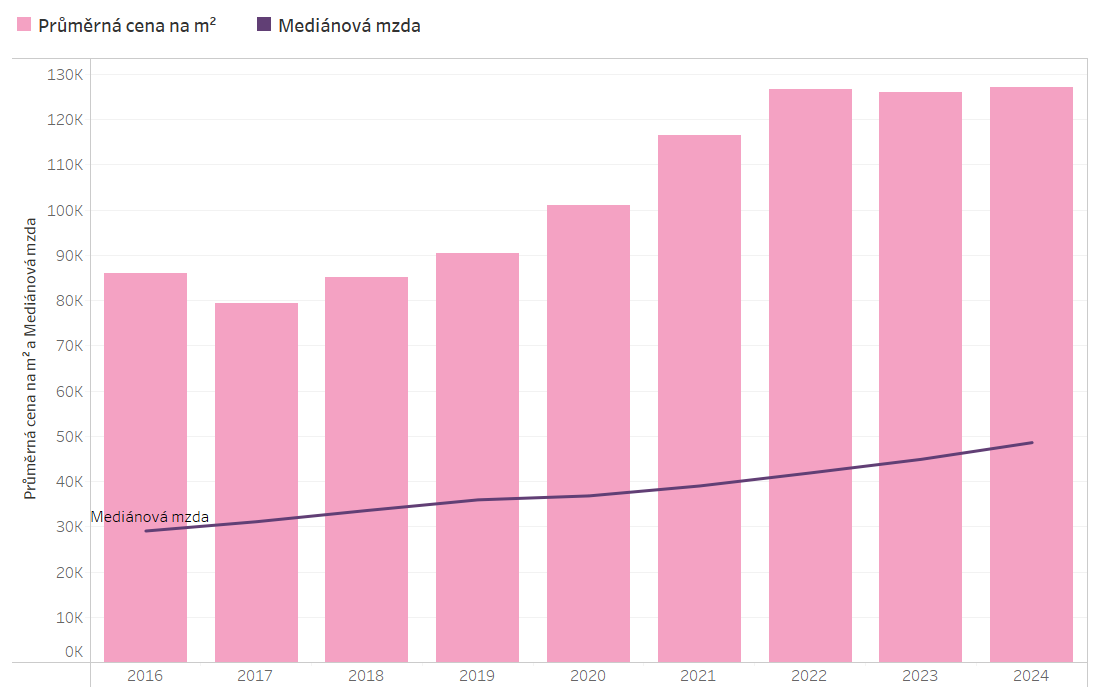 Průměrná cena na m² Mediánová mzda
130K
120K
110K
100K
90K
80K
70K
60K
50K
40K
30K
20K
10K
0K
Průměrná cena na m² a Mediánová mzda
Mediánová mzda
2016 2017 2018 2019 2020 2021 2022 2023 2024